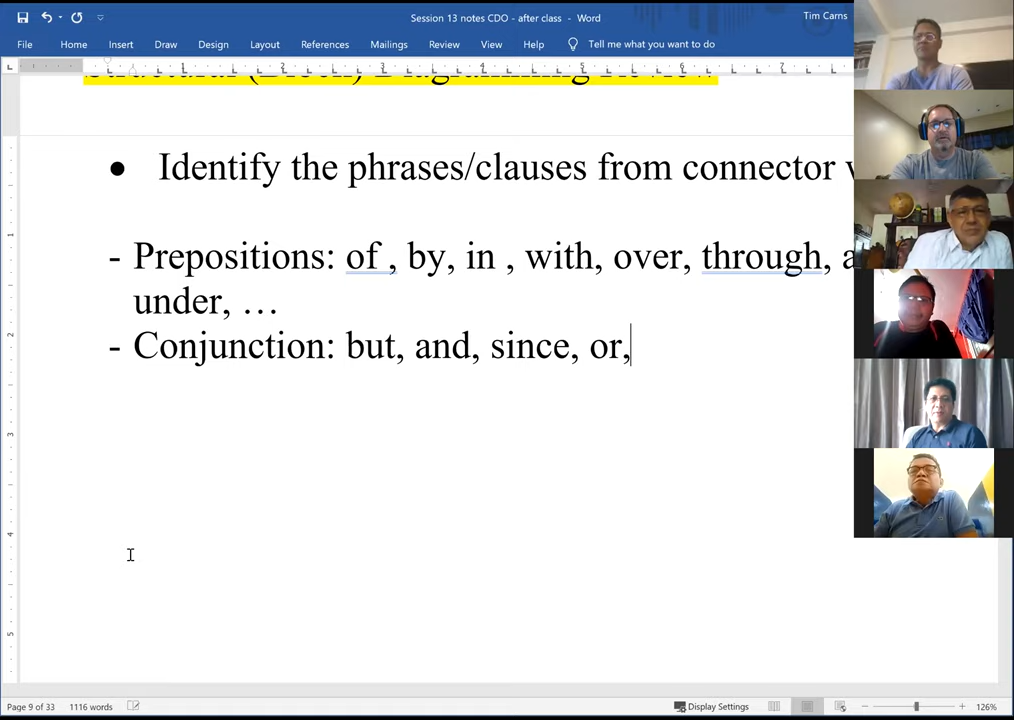 Session 13 notes CDO - after class - Word
Tim Carns
File Home Insert Draw Design Layout References Mailings Review View Help Tell me what you want to do
Identify the phrases/clauses from connector
- Prepositions: of , by, in , with, over, through,
under, …
- Conjunction: but, and, since, or,
Page 9 of 33 1116 words Display Settings 126%